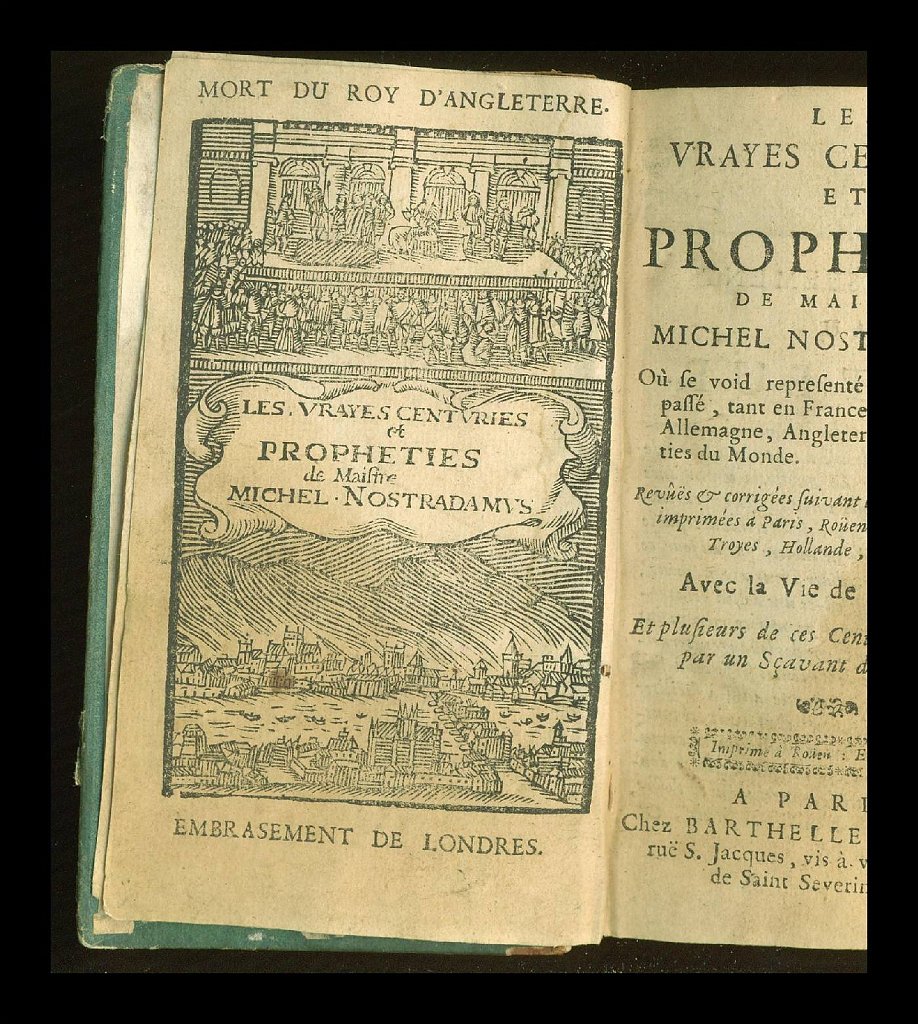 MORT DU ROY D'ANGLETERRE.
LES. VRAYES CENTVRIES
et
PROPHETIES
de Maistre
MICHEL · NOSTRADAMVS
EMBRASEMENT DE LONDRES.
LE
VRAYES CE
ET
PROPH
DE MAI
MICHEL NOST
Où ſe void repreſenté
paſſé, tant en France
Allemagne, Angleter
ties du Monde.
Revûës & corrigées ſuivant
imprimées à Paris, Roüen
Troyes, Hollande,
Avec la Vie de
Et pluſieurs de ces Cen
par un Sçavant d
Imprimé à Roüen : E
A PARI
Chez BARTHELLE
ruë S. Jacques, vis à v
de Saint Severin